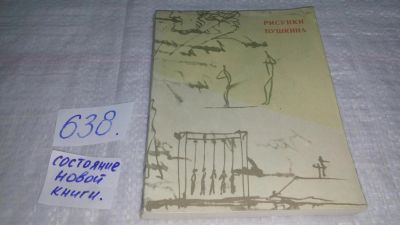 РИСУНКИ
ПУШКИНА
638.
СОСТОЯНИЕ
НОВОЙ
КНИГИ.